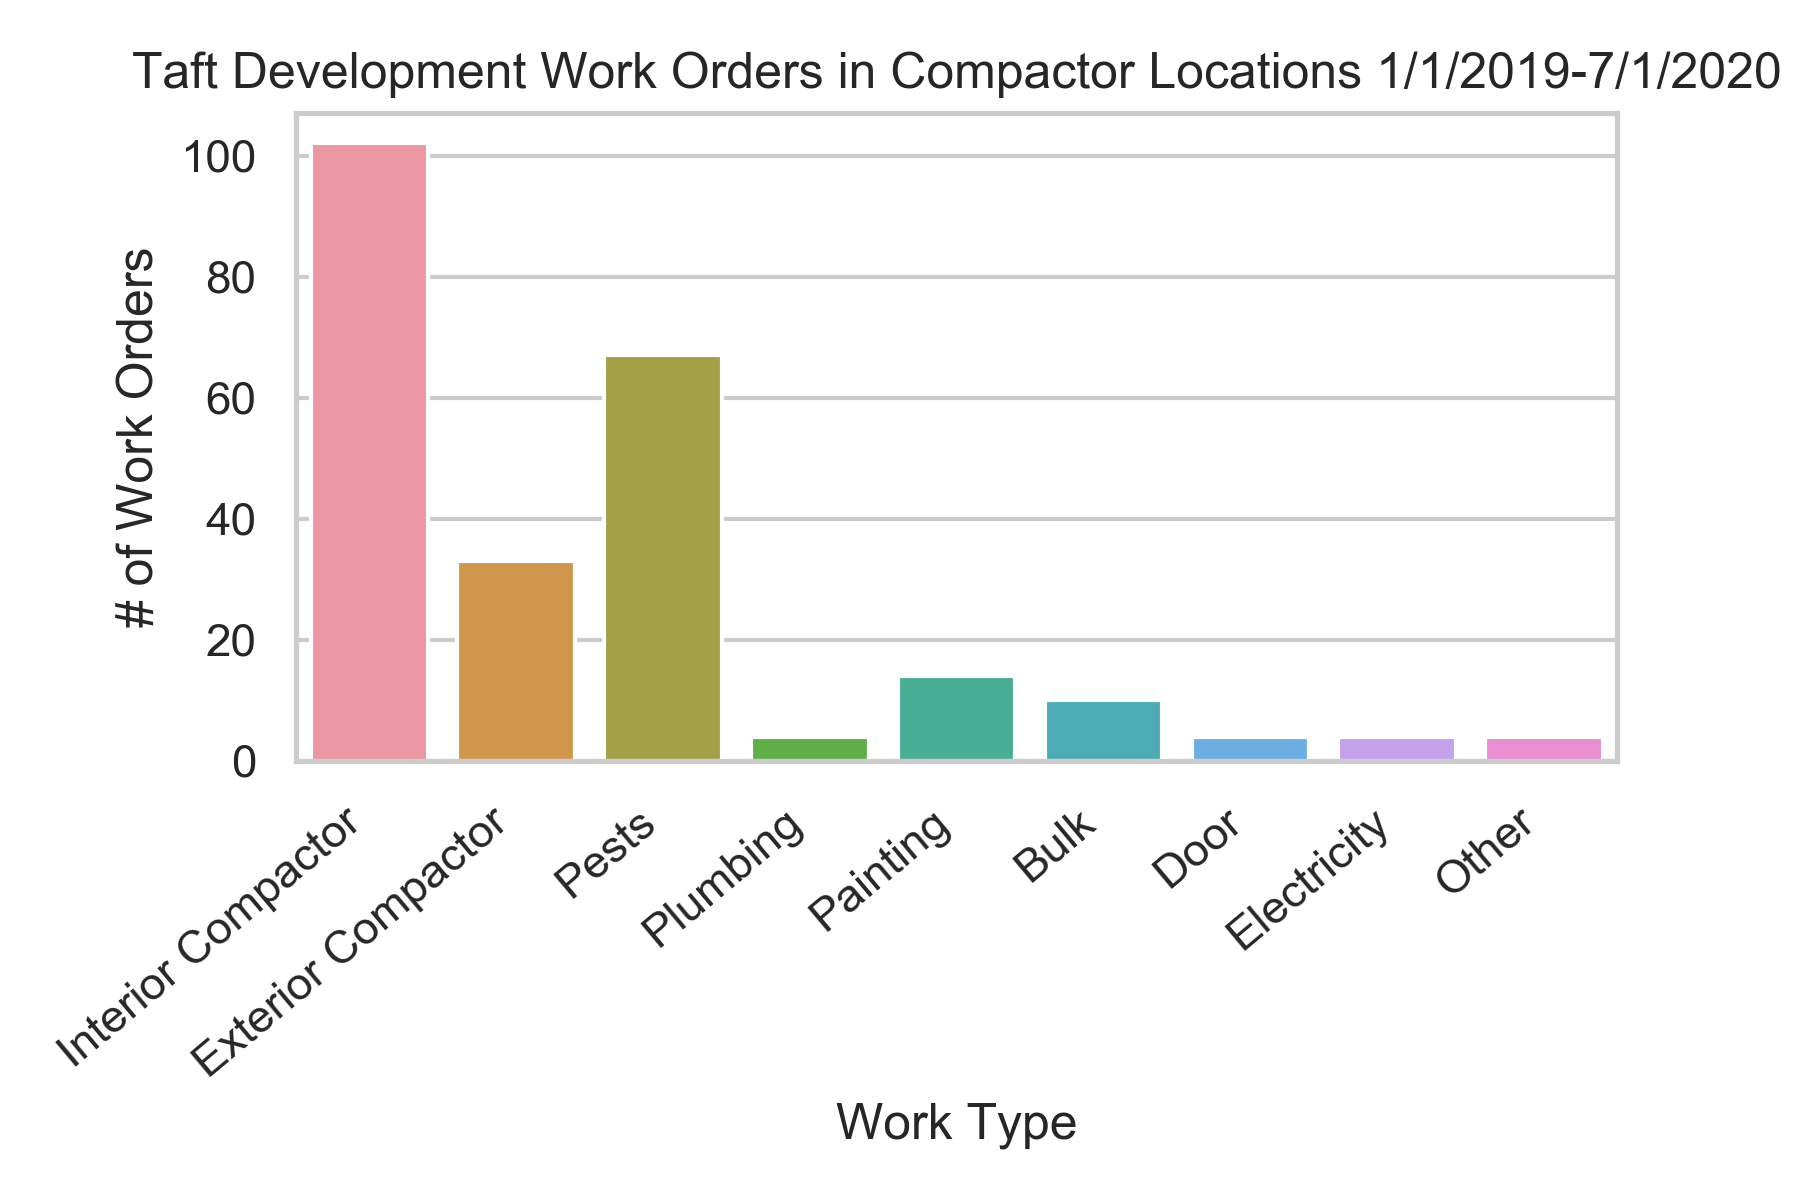 Taft Development Work Orders in Compactor Locations 1/1/2019-7/1/2020
# of Work Orders
100
80
60
40
20
0
Interior Compactor
Exterior Compactor
Pests
Plumbing
Painting
Bulk
Door
Electricity
Other
Work Type